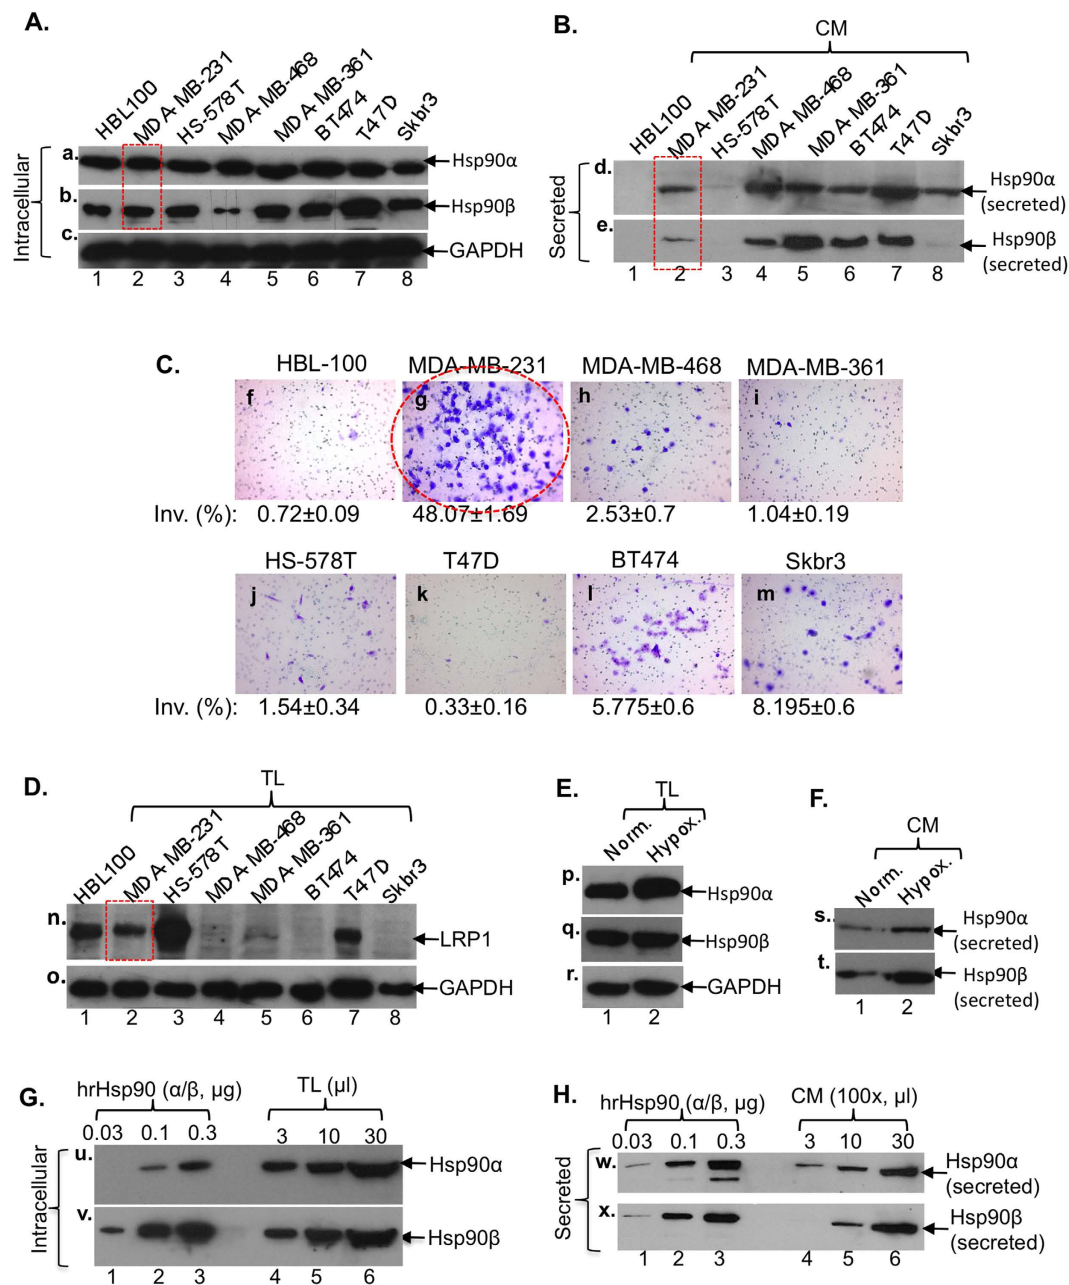 A.
HBL100 MDA-MB-231 HS-578T MDA-MB-468 MDA-MB-361 BT474 T47D Skbr3
Intracellular
a. Hsp90α
b. Hsp90β
c. GAPDH
1 2 3 4 5 6 7 8
B.
CM
HBL100 MDA-MB-231 HS-578T MDA-MB-468 MDA-MB-361 BT474 T47D Skbr3
Secreted
d. Hsp90α
(secreted)
e. Hsp90β
(secreted)
1 2 3 4 5 6 7 8
C.
HBL-100 MDA-MB-231 MDA-MB-468 MDA-MB-361
f g h i
Inv. (%): 0.72±0.09 48.07±1.69 2.53±0.7 1.04±0.19
HS-578T T47D BT474 Skbr3
j k l m
Inv. (%): 1.54±0.34 0.33±0.16 5.775±0.6 8.195±0.6
D.
TL
HBL100 MDA-MB-231 HS-578T MDA-MB-468 MDA-MB-361 BT474 T47D Skbr3
n. LRP1
o. GAPDH
1 2 3 4 5 6 7 8
E.
TL
Norm. Hypox.
p. Hsp90α
q. Hsp90β
r. GAPDH
1 2
F.
CM
Norm. Hypox.
s. Hsp90α
(secreted)
t. Hsp90β
(secreted)
1 2
G.
hrHsp90 (α/β, μg) TL (μl)
0.03 0.1 0.3 3 10 30
Intracellular
u. Hsp90α
v. Hsp90β
1 2 3 4 5 6
H.
hrHsp90 (α/β, μg) CM (100x, μl)
0.03 0.1 0.3 3 10 30
Secreted
w. Hsp90α
(secreted)
x. Hsp90β
(secreted)
1 2 3 4 5 6